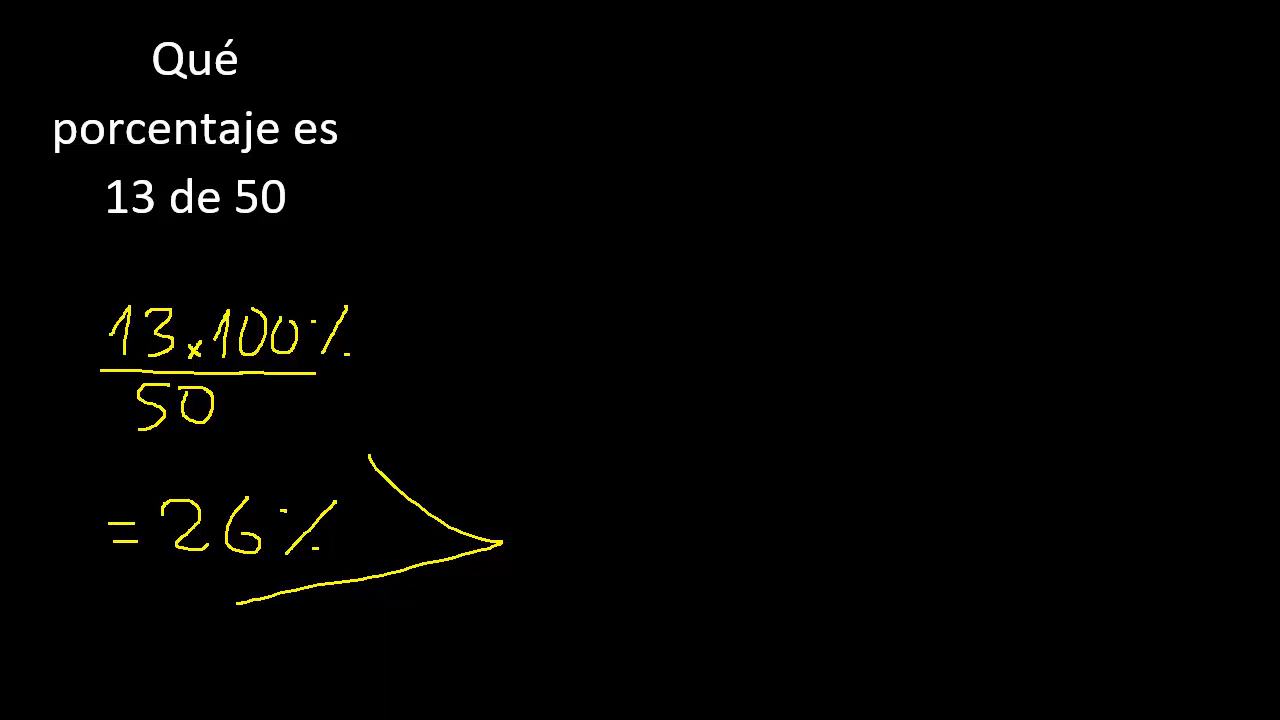 Qué
porcentaje es
13 de 50
13 x 100%
50
= 26%